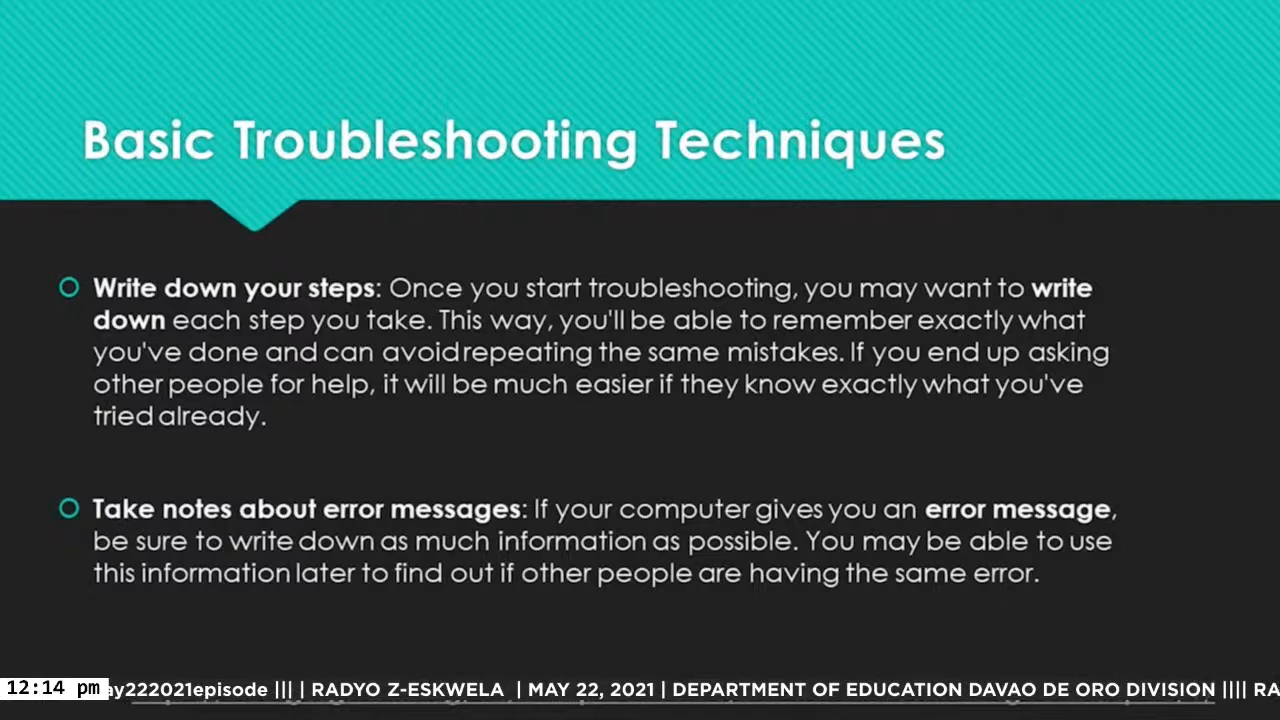 Basic Troubleshooting Techniques
Write down your steps: Once you start troubleshooting, you may want to write
down each step you take. This way, you'll be able to remember exactly what
you've done and can avoid repeating the same mistakes. If you end up asking
other people for help, it will be much easier if they know exactly what you've
tried already.
Take notes about error messages: If your computer gives you an error message,
be sure to write down as much information as possible. You may be able to use
this information later to find out if other people are having the same error.
12:14 pm ay222021episode ||| | RADYO Z-ESKWELA | MAY 22, 2021 | DEPARTMENT OF EDUCATION DAVAO DE ORO DIVISION |||| RA